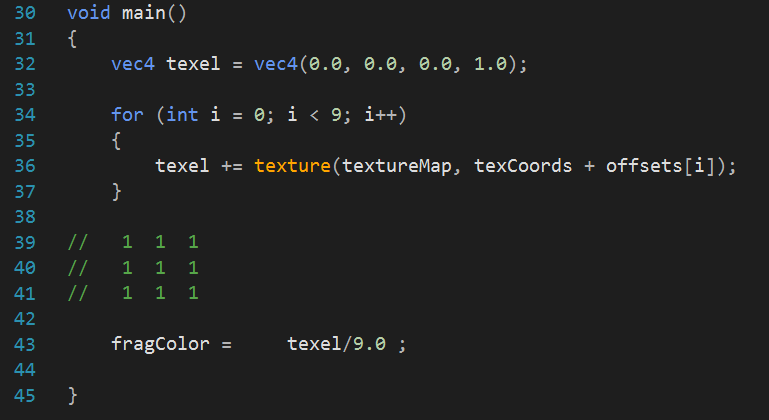 30 void main()
31 {
32     vec4 texel = vec4(0.0, 0.0, 0.0, 1.0);
33
34     for (int i = 0; i < 9; i++)
35     {
36         texel += texture(textureMap, texCoords + offsets[i]);
37     }
38
39 //   1  1  1
40 //   1  1  1
41 //   1  1  1
42
43     fragColor =     texel/9.0 ;
44
45 }